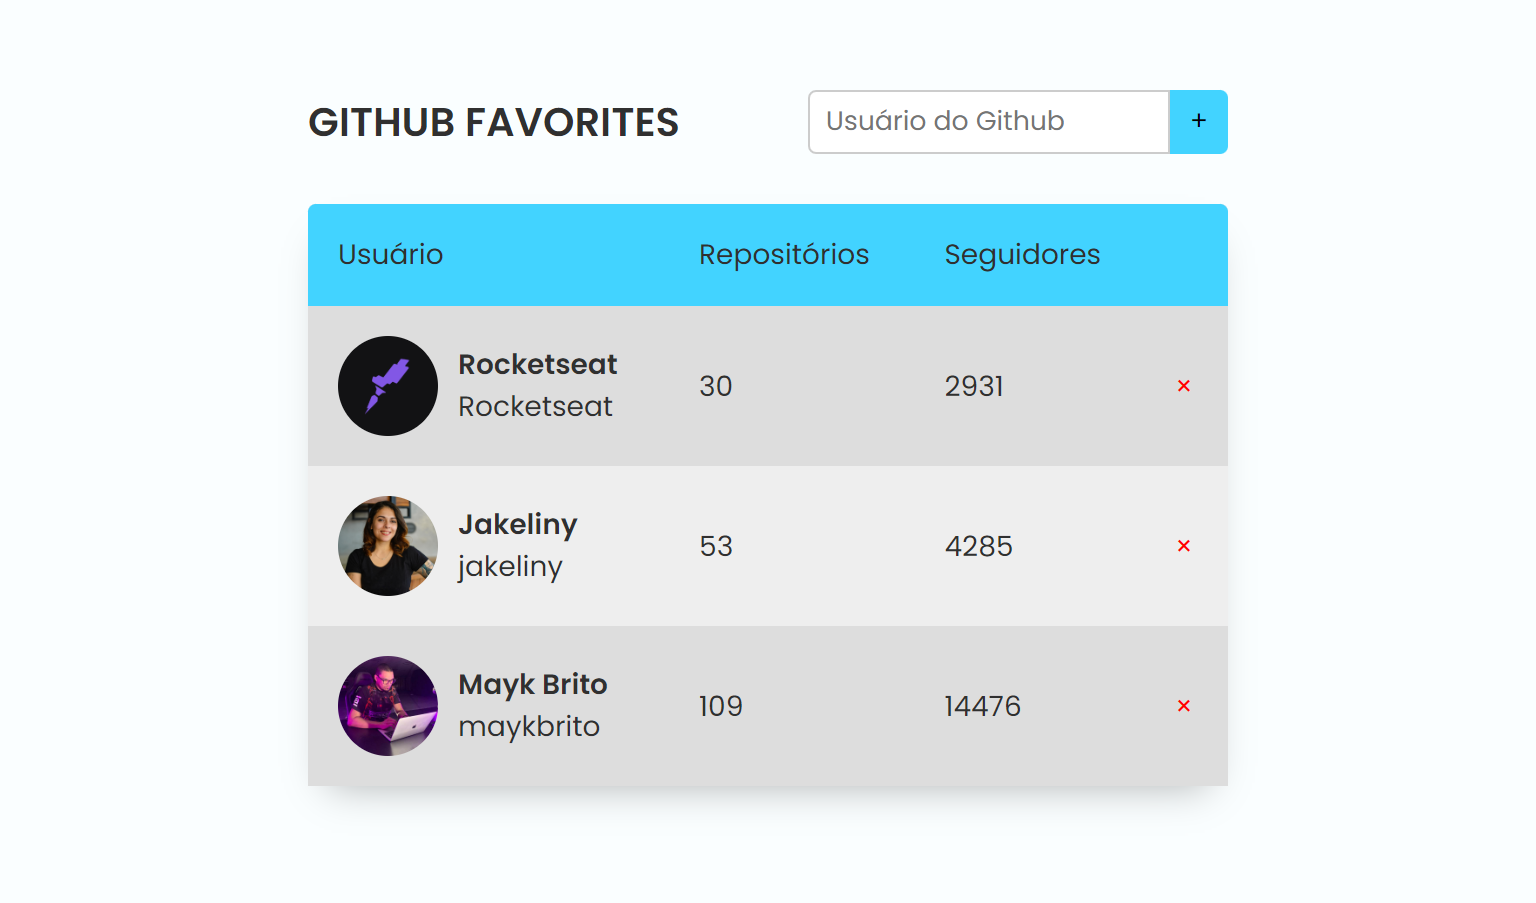 GITHUB FAVORITES
Usuário do Github
+
Usuário Repositórios Seguidores
Rocketseat
Rocketseat
30 2931 ×
Jakeliny
jakeliny
53 4285 ×
Mayk Brito
maykbrito
109 14476 ×